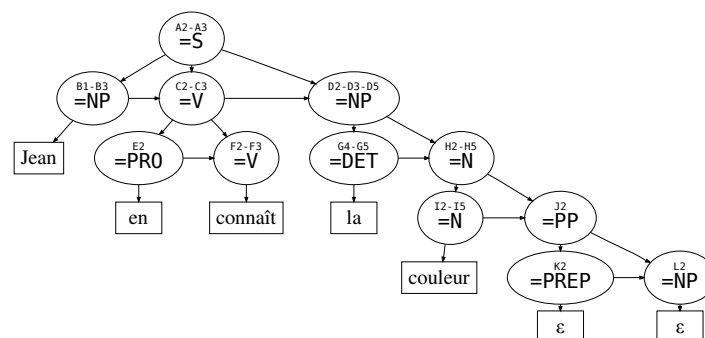 A2-A3
=S
B1-B3
=NP
C2-C3
=V
D2-D3-D5
=NP
Jean
E2
=PRO
F2-F3
=V
G4-G5
=DET
H2-H5
=N
en
connaît
la
I2-I5
=N
J2
=PP
couleur
K2
=PREP
L2
=NP
ε
ε